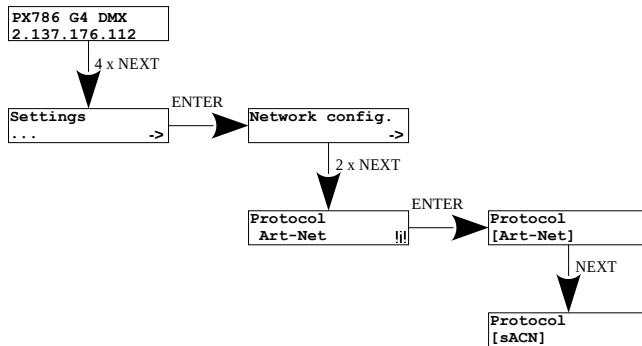 PX786 G4 DMX
2.137.176.112
4 x NEXT
Settings
... ->
ENTER
Network config.
->
2 x NEXT
Protocol
Art-Net !¡!
ENTER
Protocol
[Art-Net]
NEXT
Protocol
[sACN]